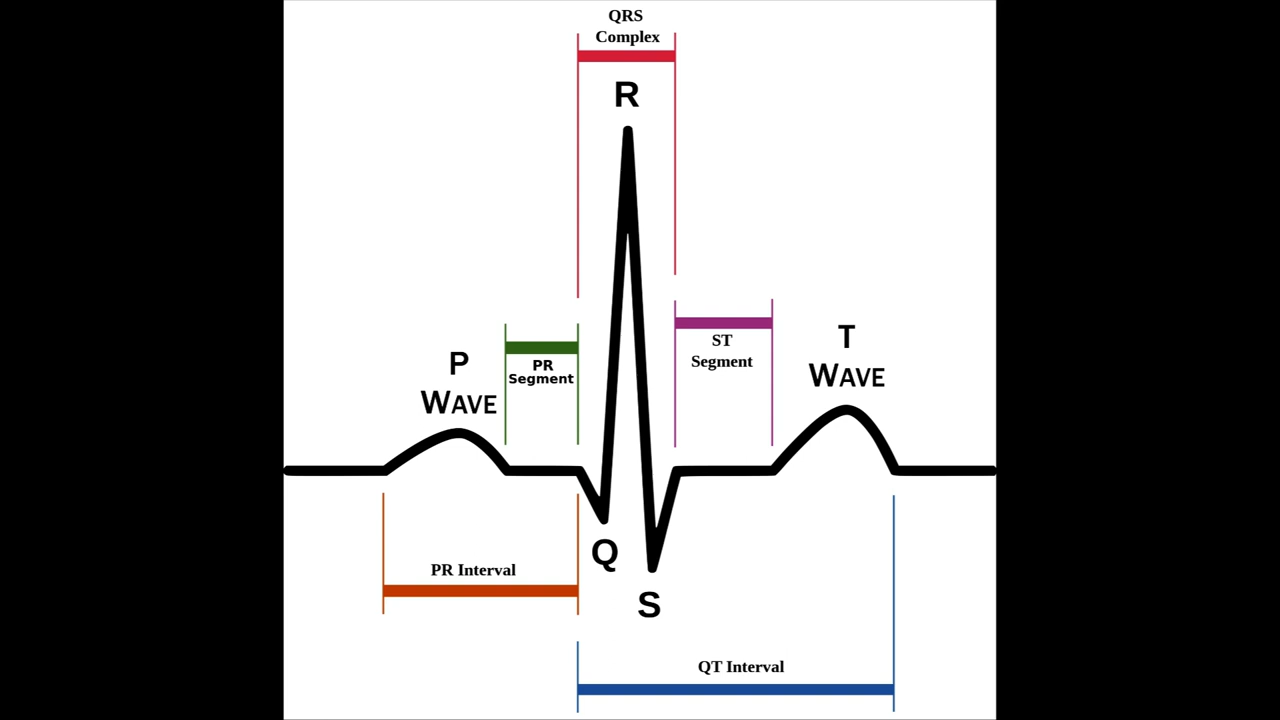 QRS
Complex
R
P
WAVE
PR
Segment
ST
Segment
T
WAVE
Q
S
PR Interval
QT Interval